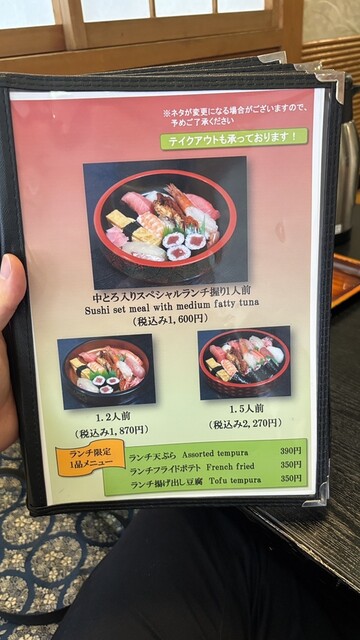 ※ネタが変更になる場合がございますので、
予めご了承ください
テイクアウトも承っております！
中とろ入りスペシャルランチ握り1人前
Sushi set meal with medium fatty tuna
（税込み1,600円）
1.2人前
（税込み1,870円）
1.5人前
（税込み2,270円）
ランチ限定
1品メニュー
ランチ天ぷら Assorted tempura 390円
ランチフライドポテト French fried 350円
ランチ揚げ出し豆腐 Tofu tempura 350円